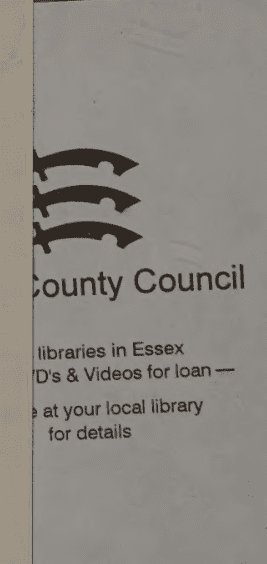 County Council
libraries in Essex
D's & Videos for loan —
at your local library
for details